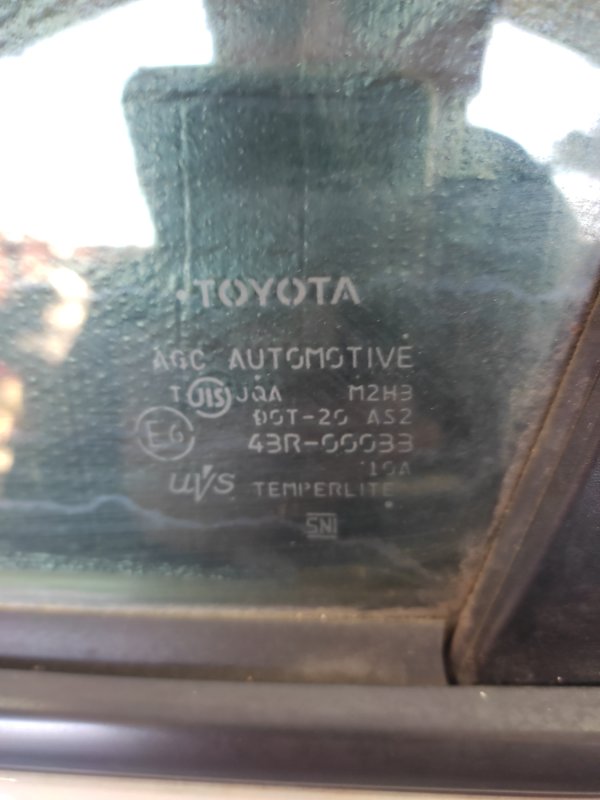 TOYOTA
AGC AUTOMOTIVE
T JIS JQA M2H3
DOT-20 AS2
E6 43R-00033
10A
UVS TEMPERLITE
SNI